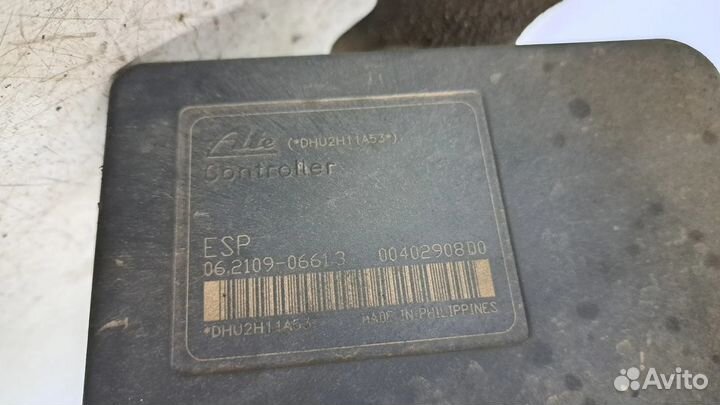 Ate (*DHU2H11A53*)
Controller
ESP
06.2109-0661.3 00402908D0
*DHU2H11A53 MADE IN PHILIPPINES
Avito